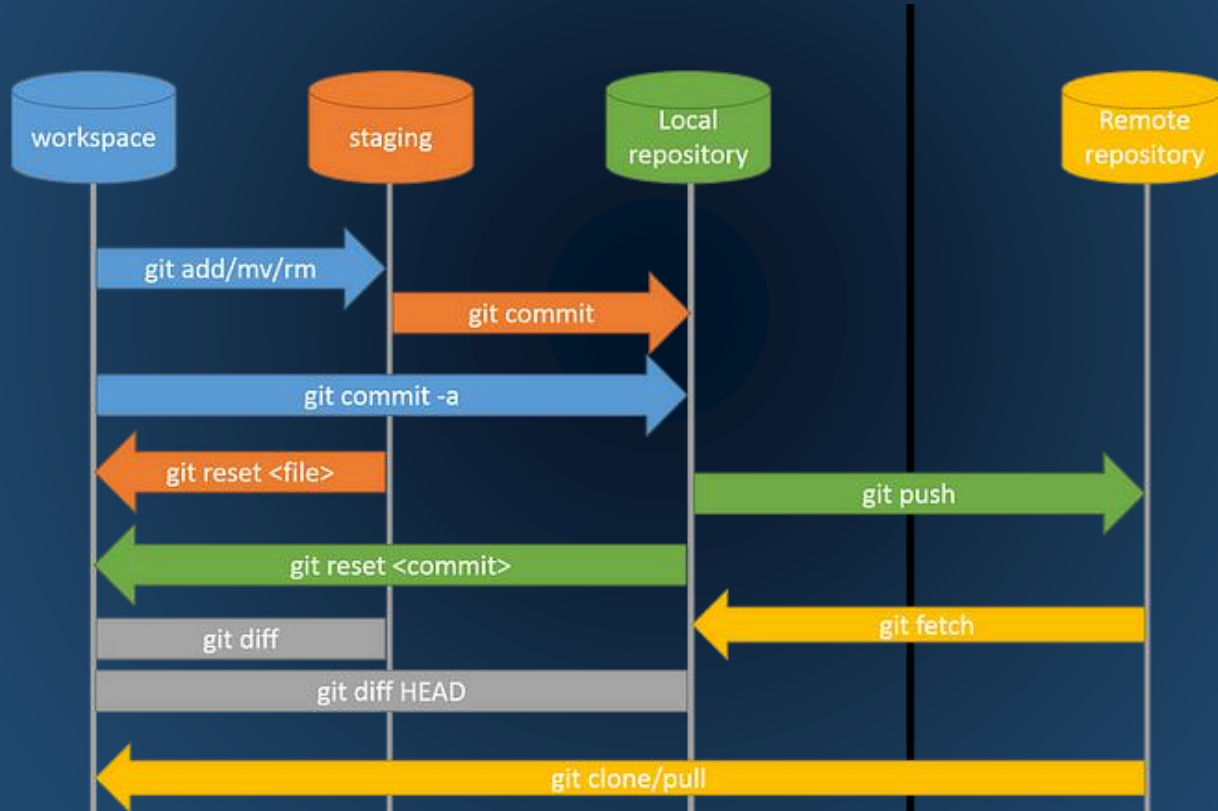 workspace
staging
Local
repository
Remote
repository
git add/mv/rm
git commit
git commit -a
git reset <file>
git push
git reset <commit>
git fetch
git diff
git diff HEAD
git clone/pull